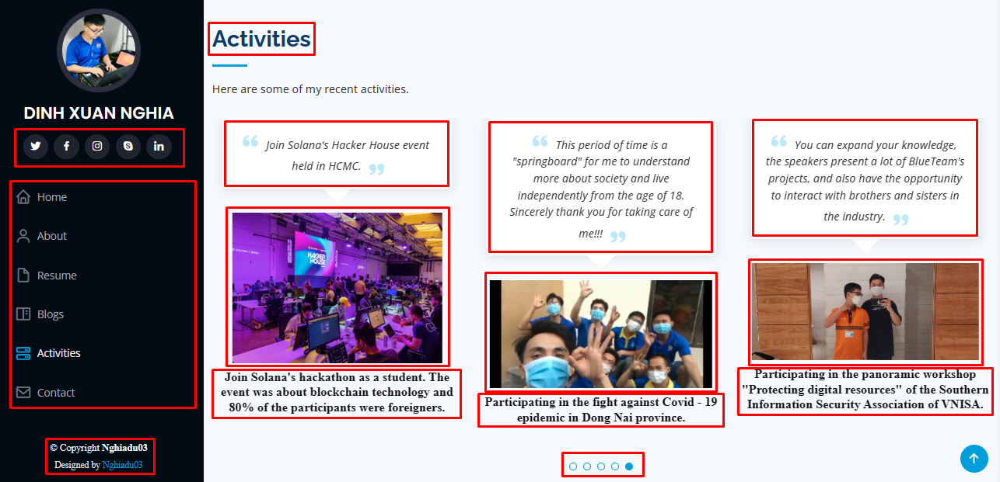 DINH XUAN NGHIA
Home
About
Resume
Blogs
Activities
Contact
© Copyright Nghiadu03
Designed by Nghiadu03
Activities
Here are some of my recent activities.
Join Solana's Hacker House event
held in HCMC.
HACKER
HOUSE
Join Solana's hackathon as a student. The
event was about blockchain technology and
80% of the participants were foreigners.
This period of time is a
"springboard" for me to understand
more about society and live
independently from the age of 18.
Sincerely thank you for taking care of
me!!!
Participating in the fight against Covid - 19
epidemic in Dong Nai province.
You can expand your knowledge,
the speakers present a lot of BlueTeam's
projects, and also have the opportunity
to interact with brothers and sisters in
the industry.
Participating in the panoramic workshop
"Protecting digital resources" of the Southern
Information Security Association of VNISA.